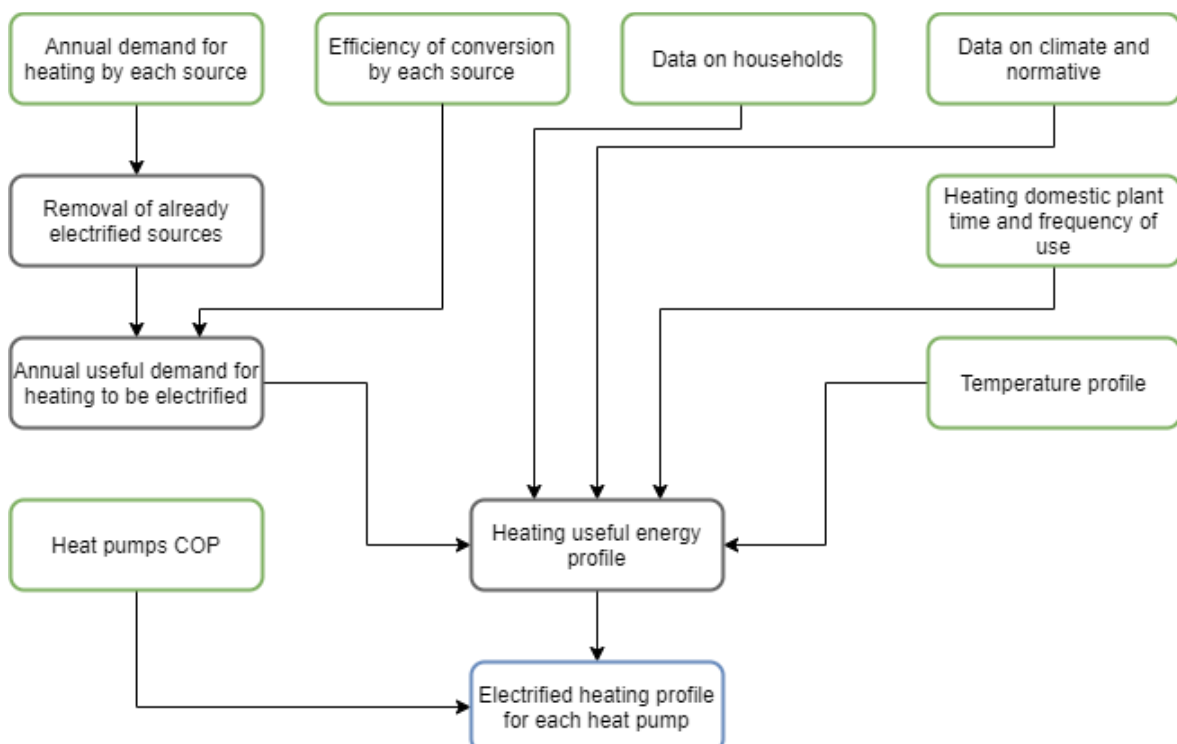 Annual demand for
heating by each source
Efficiency of conversion
by each source
Data on households
Data on climate and
normative
Removal of already
electrified sources
Heating domestic plant
time and frequency of
use
Annual useful demand for
heating to be electrified
Temperature profile
Heat pumps COP
Heating useful energy
profile
Electrified heating profile
for each heat pump